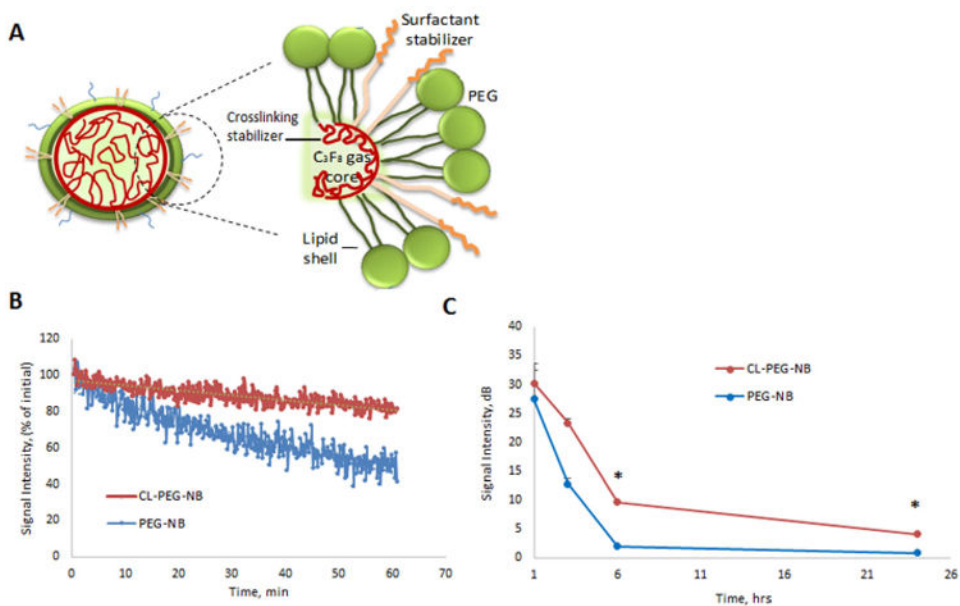 A
Surfactant
stabilizer
PEG
Crosslinking
stabilizer
C₃F₈ gas
core
Lipid
shell
B
Signal Intensity, (% of initial)
120
100
80
60
40
20
0
CL-PEG-NB
PEG-NB
0 10 20 30 40 50 60 70
Time, min
C
Signal Intensity, dB
40
35
30
25
20
15
10
5
0
CL-PEG-NB
PEG-NB
* *
1 6 11 16 21 26
Time, hrs